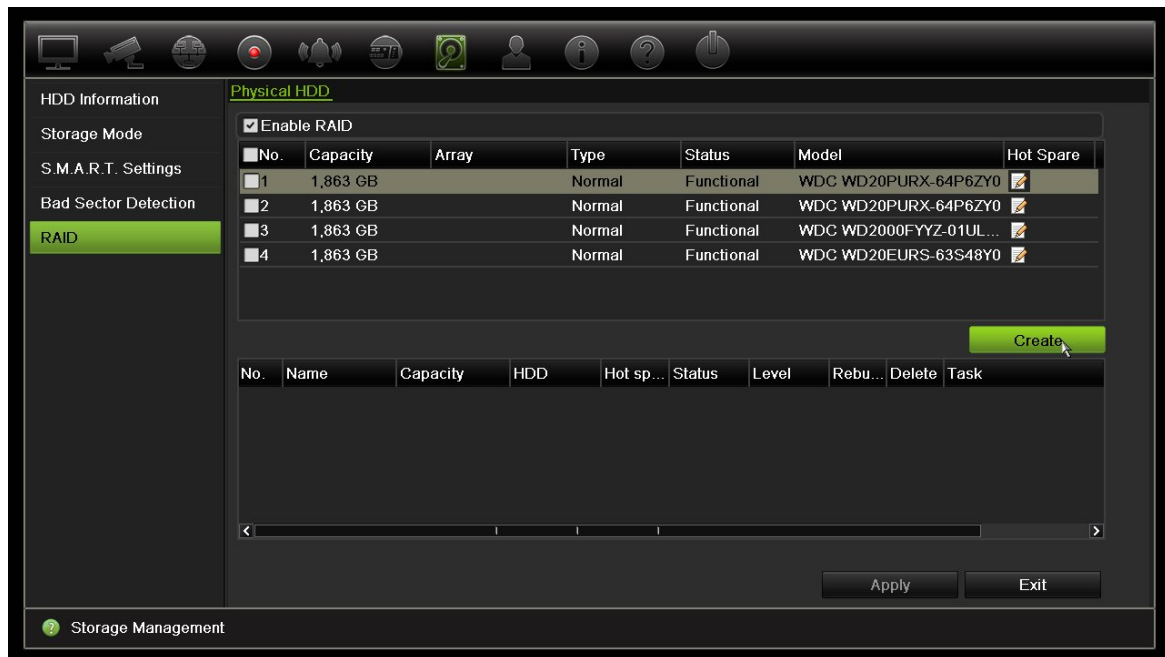 Physical HDD
HDD Information
Storage Mode
S.M.A.R.T. Settings
Bad Sector Detection
RAID
Enable RAID
No. Capacity Array Type Status Model Hot Spare
1 1,863 GB Normal Functional WDC WD20PURX-64P6ZY0
2 1,863 GB Normal Functional WDC WD20PURX-64P6ZY0
3 1,863 GB Normal Functional WDC WD2000FYYZ-01UL...
4 1,863 GB Normal Functional WDC WD20EURS-63S48Y0
Create
No. Name Capacity HDD Hot sp... Status Level Rebu... Delete Task
Apply Exit
Storage Management